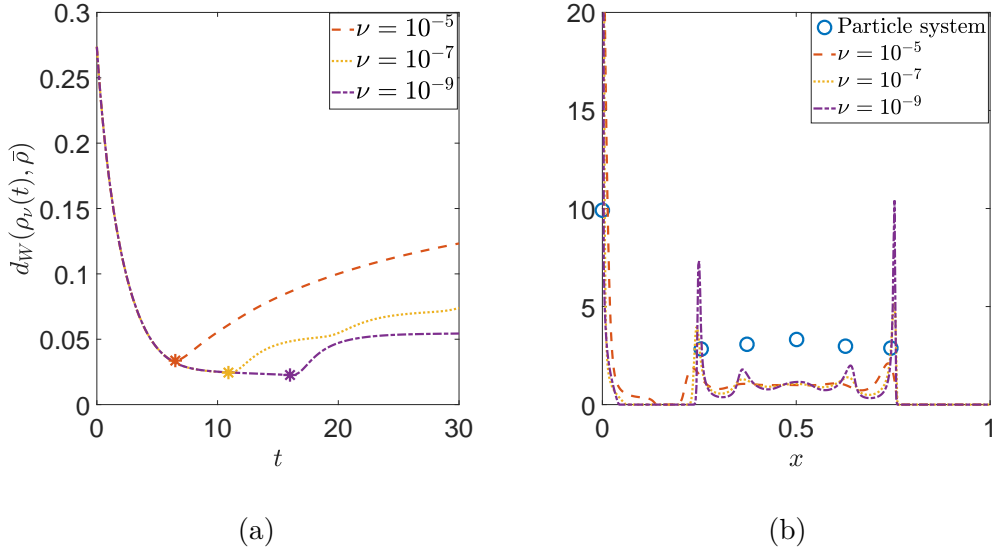 0.3
0.25
0.2
0.15
0.1
0.05
0
0 10 20 30
t
d_W(ρ_ν(t), ρ̄)
ν = 10⁻⁵
ν = 10⁻⁷
ν = 10⁻⁹
(a)
20
15
10
5
0
0 0.5 1
x
Particle system
ν = 10⁻⁵
ν = 10⁻⁷
ν = 10⁻⁹
(b)